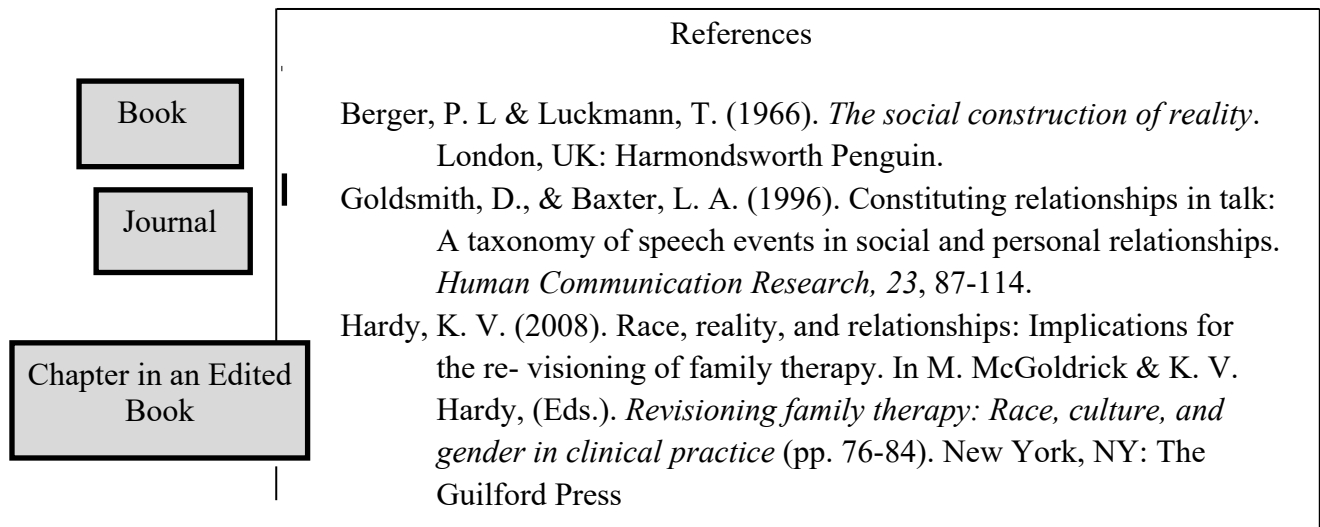 References
Book
Berger, P. L & Luckmann, T. (1966). The social construction of reality.
London, UK: Harmondsworth Penguin.
Journal
Goldsmith, D., & Baxter, L. A. (1996). Constituting relationships in talk:
A taxonomy of speech events in social and personal relationships.
Human Communication Research, 23, 87-114.
Chapter in an Edited
Book
Hardy, K. V. (2008). Race, reality, and relationships: Implications for
the re- visioning of family therapy. In M. McGoldrick & K. V.
Hardy, (Eds.). Revisioning family therapy: Race, culture, and
gender in clinical practice (pp. 76-84). New York, NY: The
Guilford Press